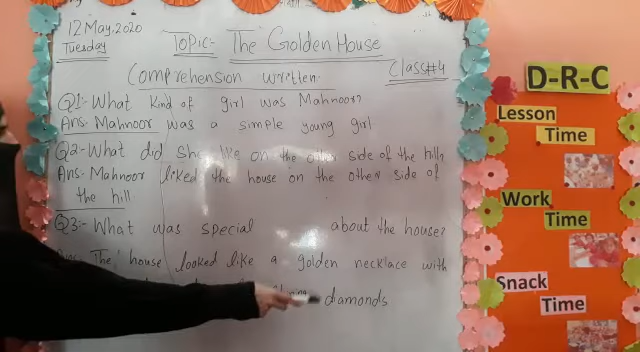 12 May 2020
Tuesday
Topic:- The Golden House
Comprehension written.
Class#4
Q1:- What kind of girl was Mahnoor?
Ans:- Mahnoor was a simple young girl
Q2:- What did she like on the other side of the hill?
Ans:- Mahnoor liked the house on the other side of
the hill
Q3:- What was special about the house?
Ans:- The house looked like a golden necklace with
diamonds
D-R-C
Lesson
Time
Work
Time
Snack
Time